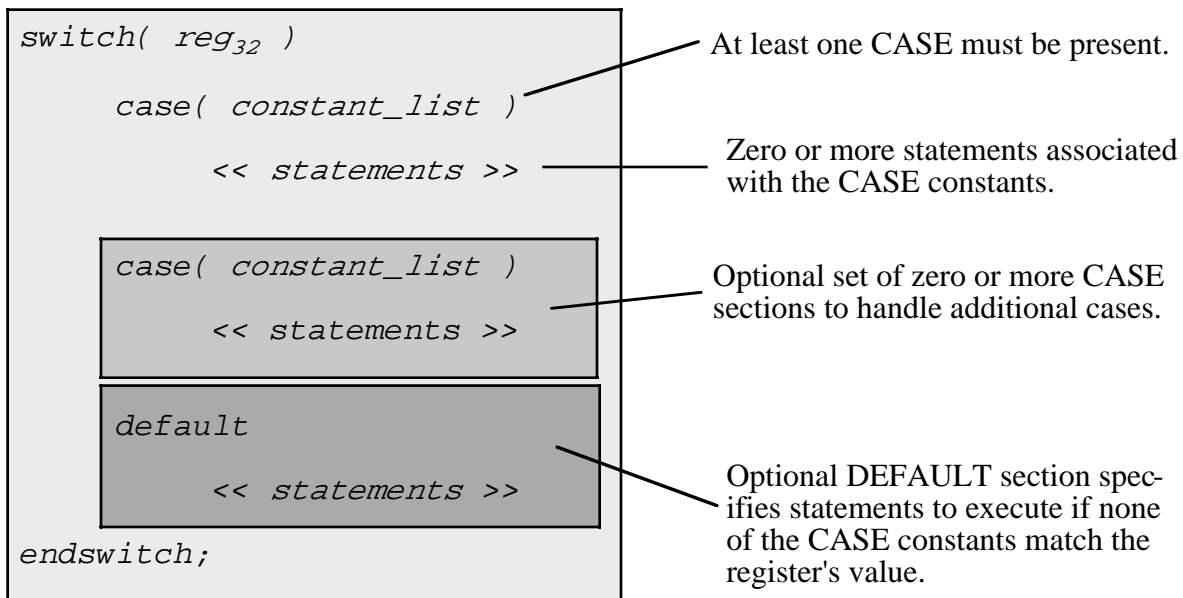 switch( reg32 )
At least one CASE must be present.
case( constant_list )
<< statements >>
Zero or more statements associated
with the CASE constants.
case( constant_list )
<< statements >>
Optional set of zero or more CASE
sections to handle additional cases.
default
<< statements >>
Optional DEFAULT section spec-
ifies statements to execute if none
of the CASE constants match the
register's value.
endswitch;